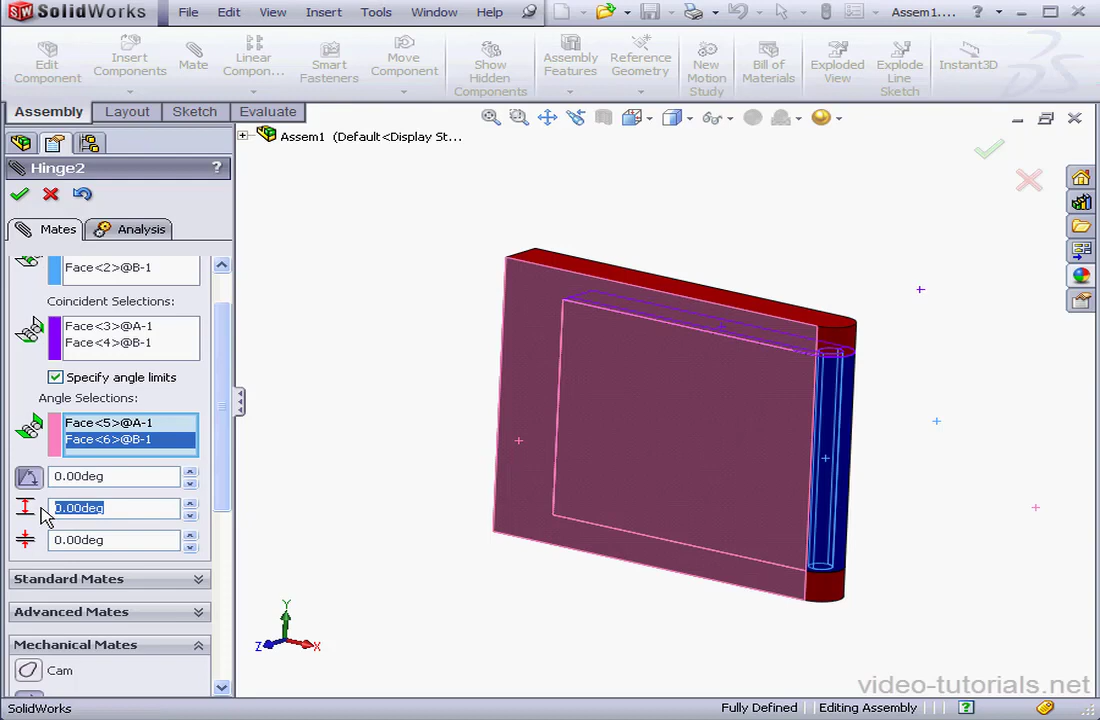 SolidWorks File Edit View Insert Tools Window Help Assem1.... ?
Edit Component
Insert Components
Mate
Linear Compon...
Smart Fasteners
Move Component
Show Hidden Components
Assembly Features
Reference Geometry
New Motion Study
Bill of Materials
Exploded View
Explode Line Sketch
Instant3D
Assembly Layout Sketch Evaluate
Assem1 (Default<Display St...
Hinge2 ?
Mates Analysis
Face<2>@B-1
Coincident Selections:
Face<3>@A-1
Face<4>@B-1
Specify angle limits
Angle Selections:
Face<5>@A-1
Face<6>@B-1
0.00deg
0.00deg
0.00deg
Standard Mates
Advanced Mates
Mechanical Mates
Cam
Y
Z
X
video-tutorials.net
SolidWorks Fully Defined Editing Assembly ?